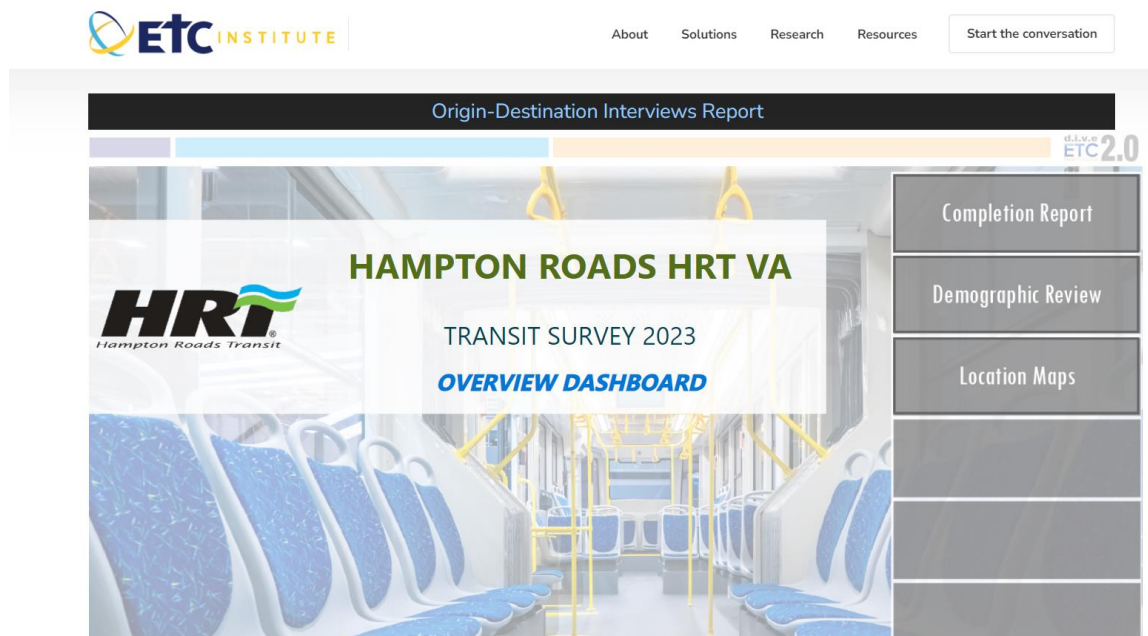 ETC INSTITUTE
About Solutions Research Resources Start the conversation
Origin-Destination Interviews Report
d.i.v.e
ETC 2.0
HAMPTON ROADS HRT VA
HRT®
Hampton Roads Transit
TRANSIT SURVEY 2023
OVERVIEW DASHBOARD
Completion Report
Demographic Review
Location Maps